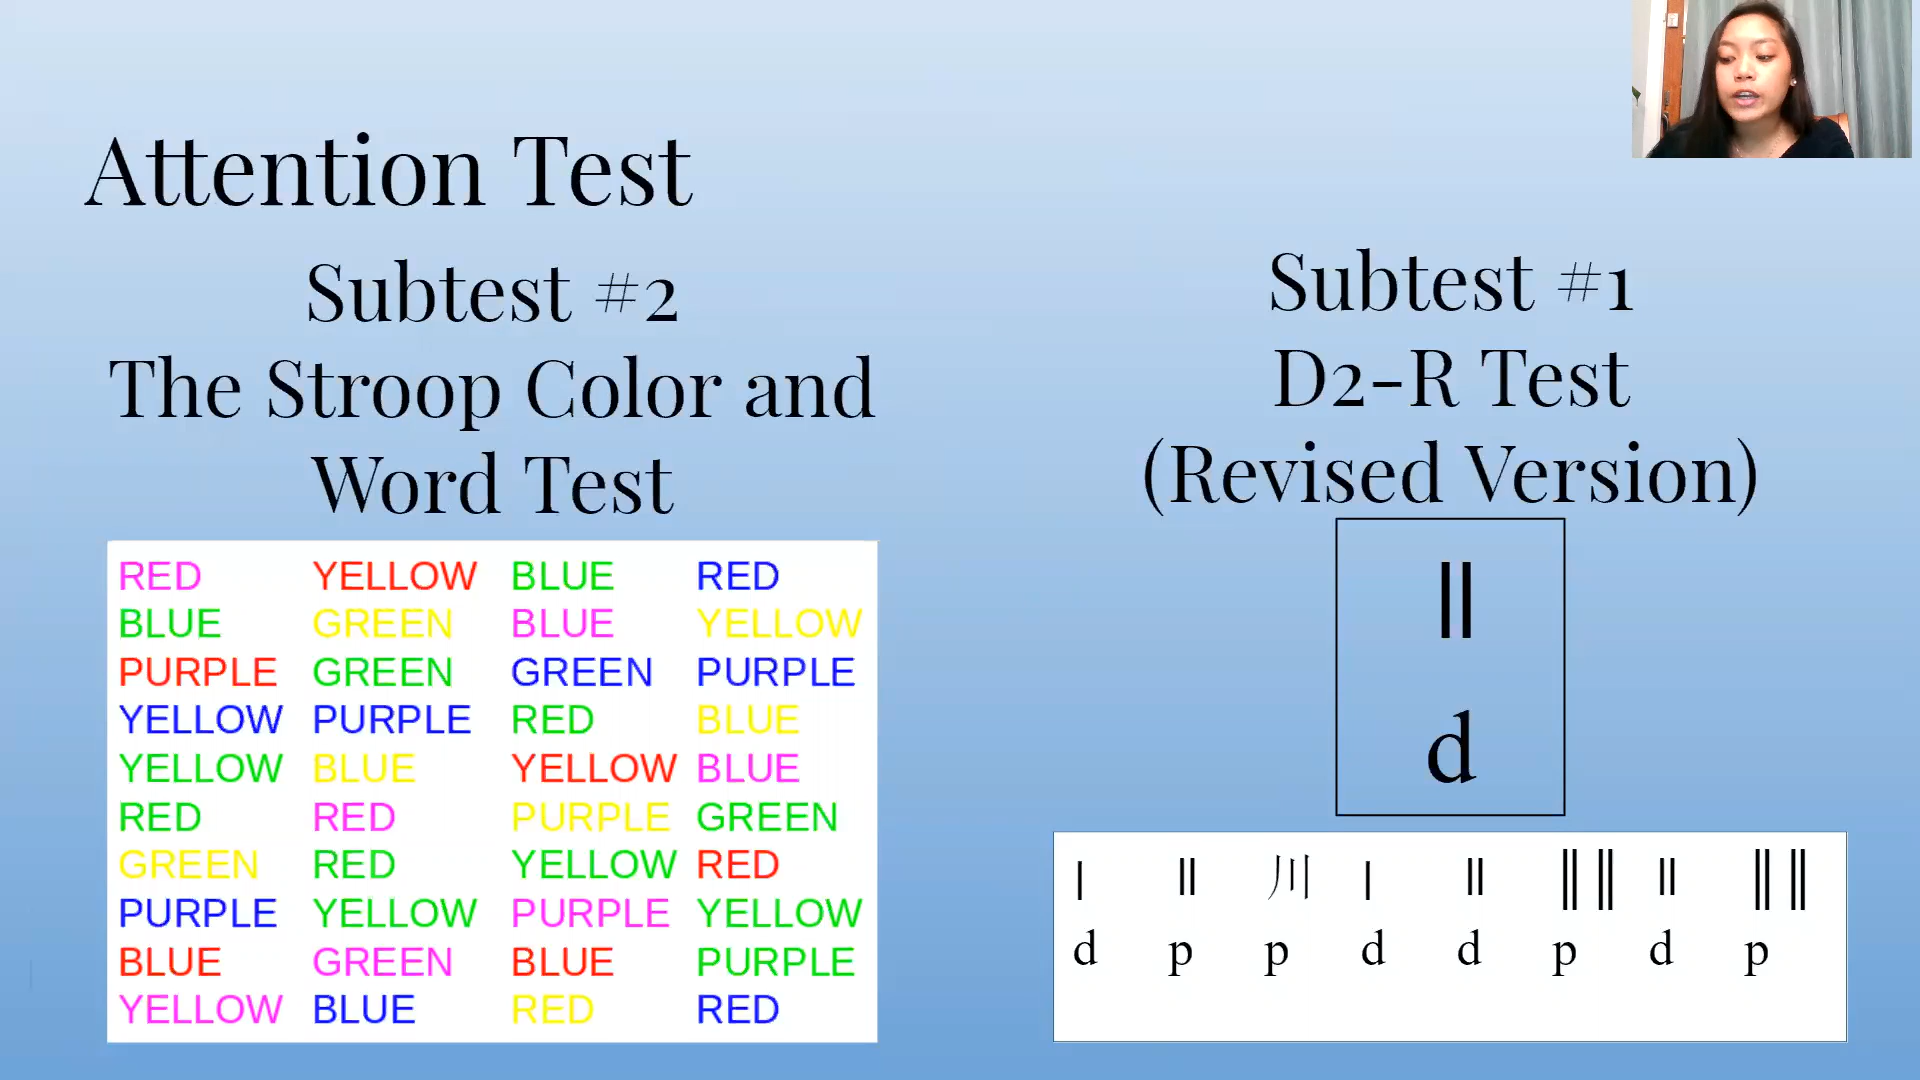 Attention Test
Subtest #2
The Stroop Color and
Word Test
RED YELLOW BLUE RED
BLUE GREEN BLUE YELLOW
PURPLE GREEN GREEN PURPLE
YELLOW PURPLE RED BLUE
YELLOW BLUE YELLOW BLUE
RED RED PURPLE GREEN
GREEN RED YELLOW RED
PURPLE YELLOW PURPLE YELLOW
BLUE GREEN BLUE PURPLE
YELLOW BLUE RED RED
Subtest #1
D2-R Test
(Revised Version)
||
d
| || 川 | || |||| || ||||
d p p d d p d p